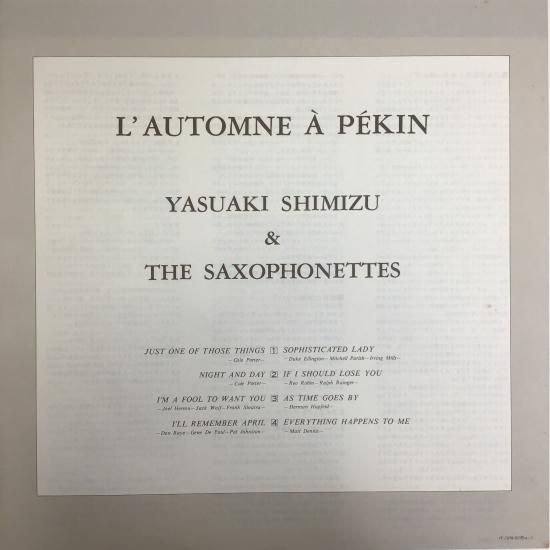 L'AUTOMNE À PÉKIN
YASUAKI SHIMIZU
&
THE SAXOPHONETTES
JUST ONE OF THOSE THINGS 1 SOPHISTICATED LADY
—Cole Porter— —Duke Ellington—Mitchell Parish—Irving Mills—
NIGHT AND DAY 2 IF I SHOULD LOSE YOU
—Cole Porter— —Reo Robin—Ralph Rainger—
I'M A FOOL TO WANT YOU 3 AS TIME GOES BY
—Joel Herron—Jack Wolf—Frank Sinatra— —Herman Hupfeld—
I'LL REMEMBER APRIL 4 EVERYTHING HAPPENS TO ME
—Don Raye—Gene De Paul—Pat Johnston— —Matt Dennis—